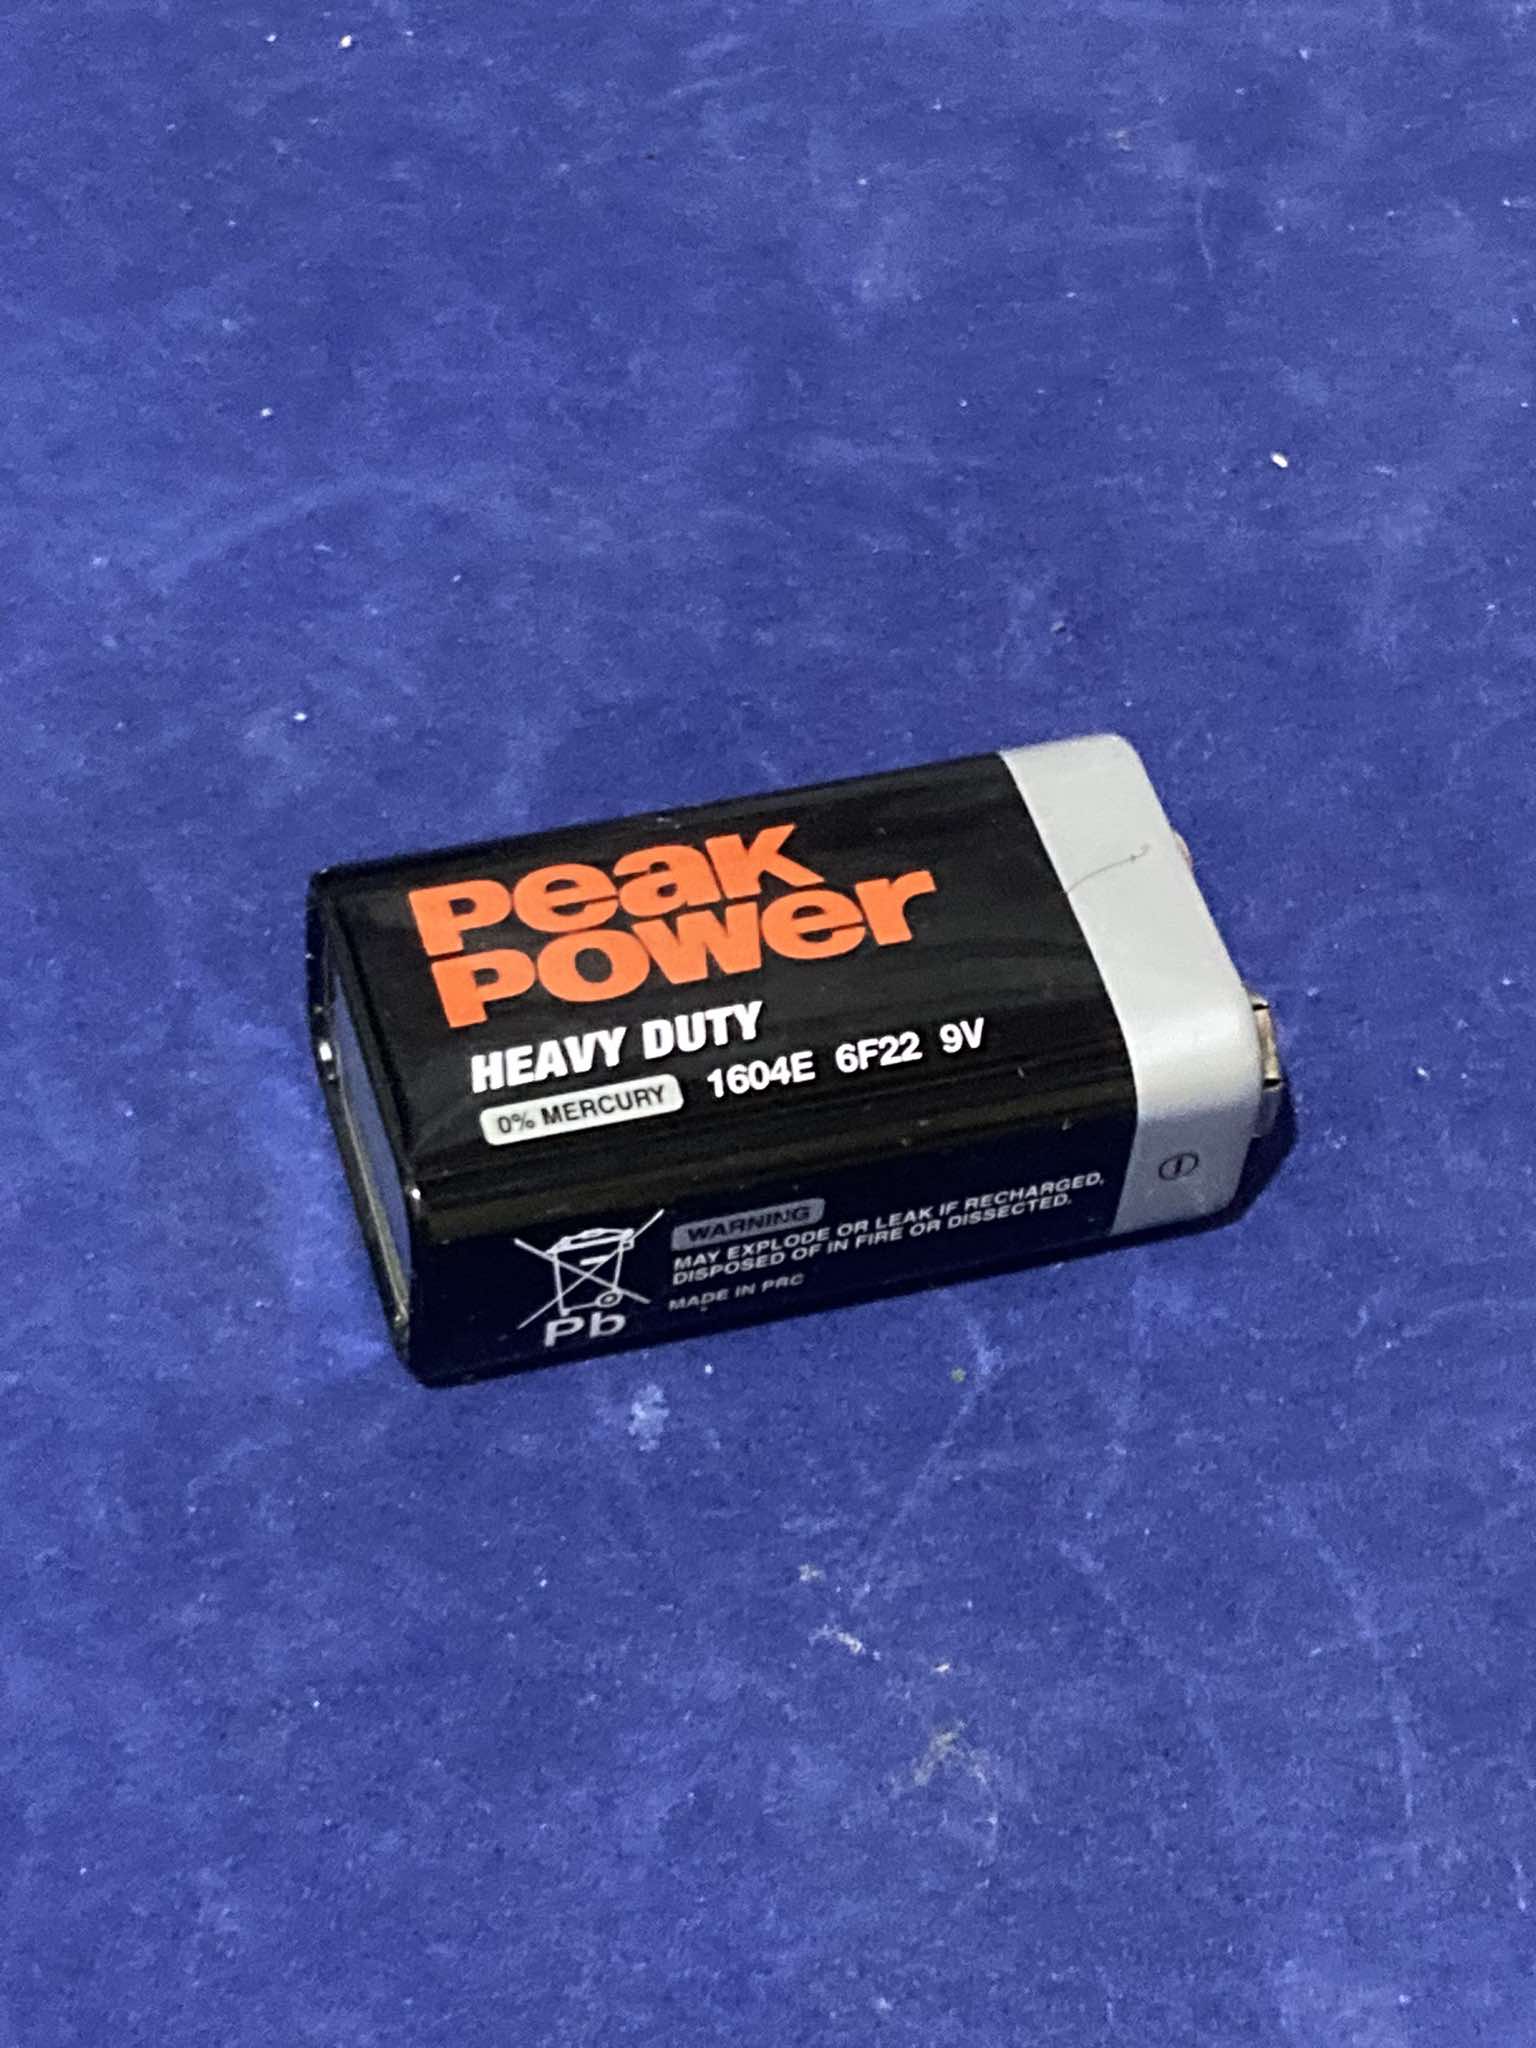 Peak
Power
HEAVY DUTY
0% MERCURY 1604E 6F22 9V
WARNING
MAY EXPLODE OR LEAK IF RECHARGED,
DISPOSED OF IN FIRE OR DISSECTED.
MADE IN PRC
Pb